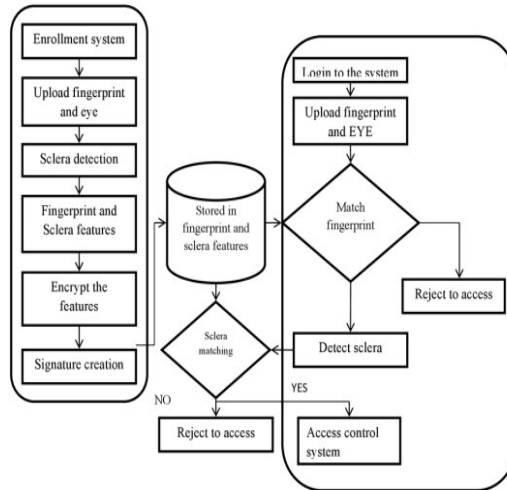 Enrollment system
Upload fingerprint
and eye
Sclera detection
Fingerprint and
Sclera features
Encrypt the
features
Signature creation
Stored in
fingerprint and
sclera features
Sclera
matching
NO
Reject to access
Login to the system
Upload fingerprint
and EYE
Match
fingerprint
Reject to access
Detect sclera
YES
Access control
system